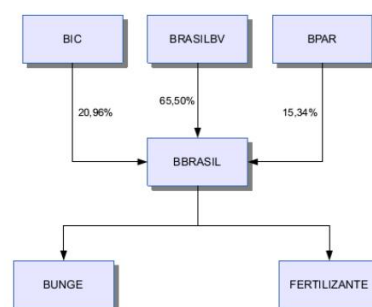 BIC
BRASILBV
BPAR
20,96%
65,50%
15,34%
BBRASIL
BUNGE
FERTILIZANTE